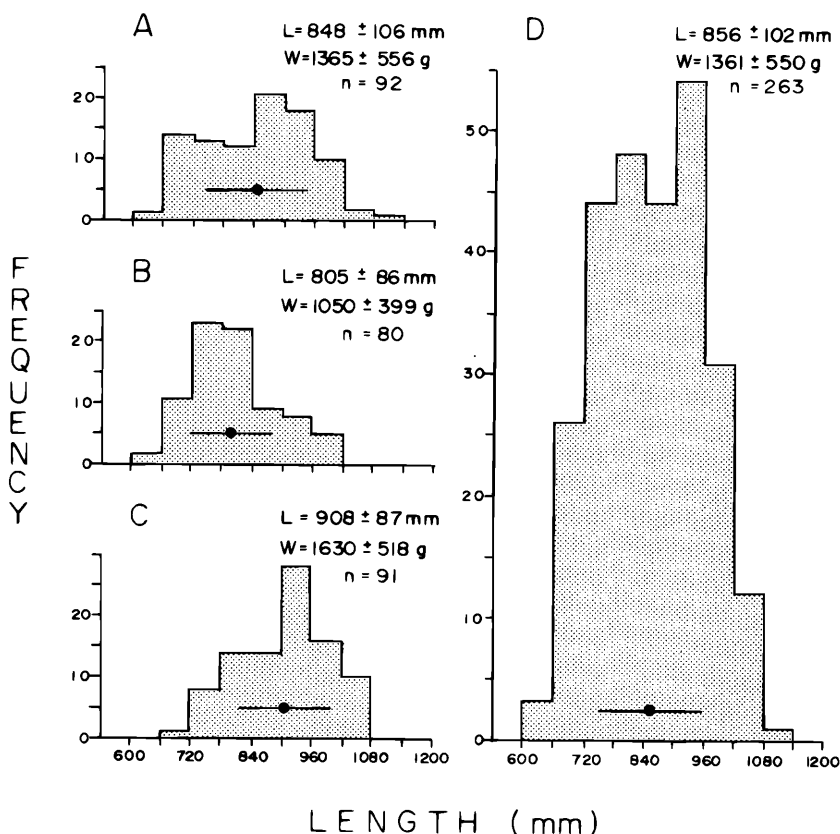 A
L= 848 ± 106 mm
W=1365 ± 556 g
n = 92
20
10
0
B
L= 805 ± 86 mm
W=1050 ± 399 g
n = 80
20
10
0
C
L = 908 ± 87 mm
W=1630 ± 518 g
n = 91
20
10
0
600 720 840 960 1080 1200
D
L= 856 ± 102 mm
W=1361 ± 550 g
n = 263
50
40
30
20
10
0
600 720 840 960 1080 1200
FREQUENCY
LENGTH (mm)